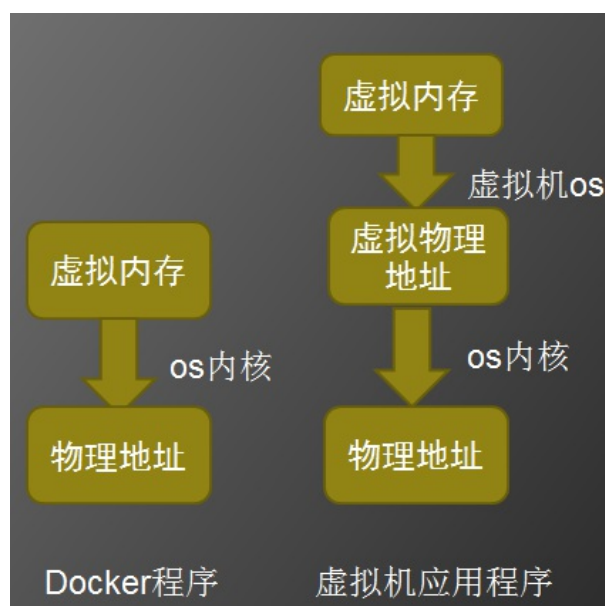 虚拟内存
os内核
物理地址
Docker程序
虚拟内存
虚拟机os
虚拟物理
地址
os内核
物理地址
虚拟机应用程序